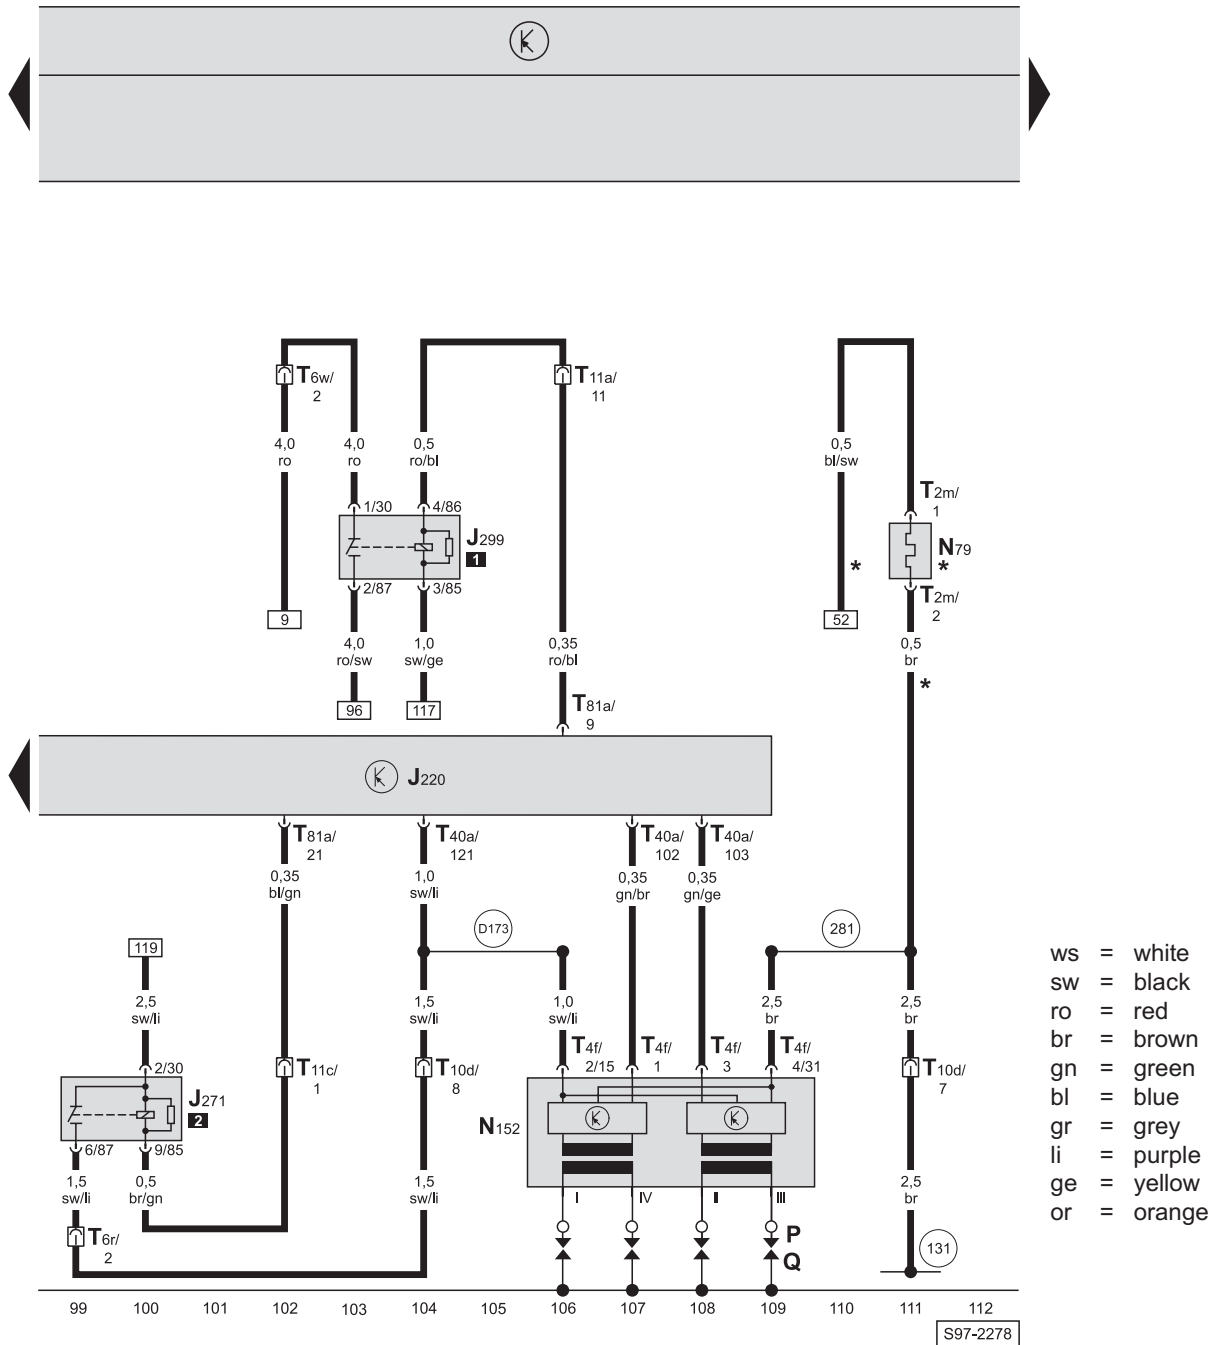 T6w/
2
T11a/
11
4,0
ro
4,0
ro
0,5
ro/bl
0,5
bl/sw
T2m/
1
1/30
4/86
J299
1
N79
*
*
2/87
3/85
T2m/
2
9
52
4,0
ro/sw
1,0
sw/ge
0,35
ro/bl
0,5
br
*
96
117
T81a/
9
J220
T81a/
21
T40a/
121
T40a/
102
T40a/
103
0,35
bl/gn
1,0
sw/li
0,35
gn/br
0,35
gn/ge
D173
281
119
2,5
sw/li
1,5
sw/li
1,0
sw/li
2,5
br
2,5
br
T4f/
2/15
T4f/
1
T4f/
3
T4f/
4/31
2/30
T11c/
1
T10d/
8
T10d/
7
J271
2
N152
6/87
9/85
1,5
sw/li
0,5
br/gn
1,5
sw/li
I
IV
II
III
2,5
br
T6r/
2
P
Q
131
99 100 101 102 103 104 105 106 107 108 109 110 111 112
S97-2278
ws = white
sw = black
ro = red
br = brown
gn = green
bl = blue
gr = grey
li = purple
ge = yellow
or = orange